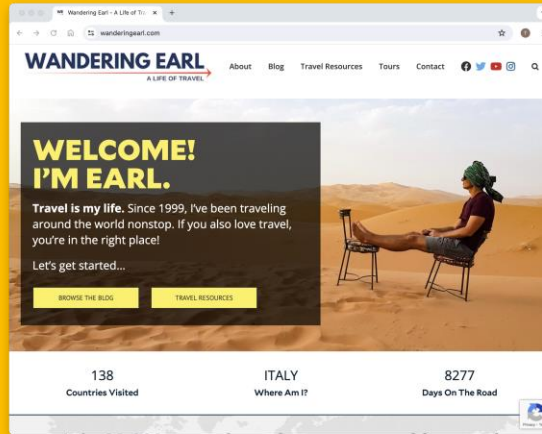 Wandering Earl - A Life of Tr
wanderingearl.com
WANDERING EARL
A LIFE OF TRAVEL
About Blog Travel Resources Tours Contact
WELCOME!
I'M EARL.
Travel is my life. Since 1999, I've been traveling
around the world nonstop. If you also love travel,
you're in the right place!
Let's get started...
BROWSE THE BLOG TRAVEL RESOURCES
138 ITALY 8277
Countries Visited Where Am I? Days On The Road